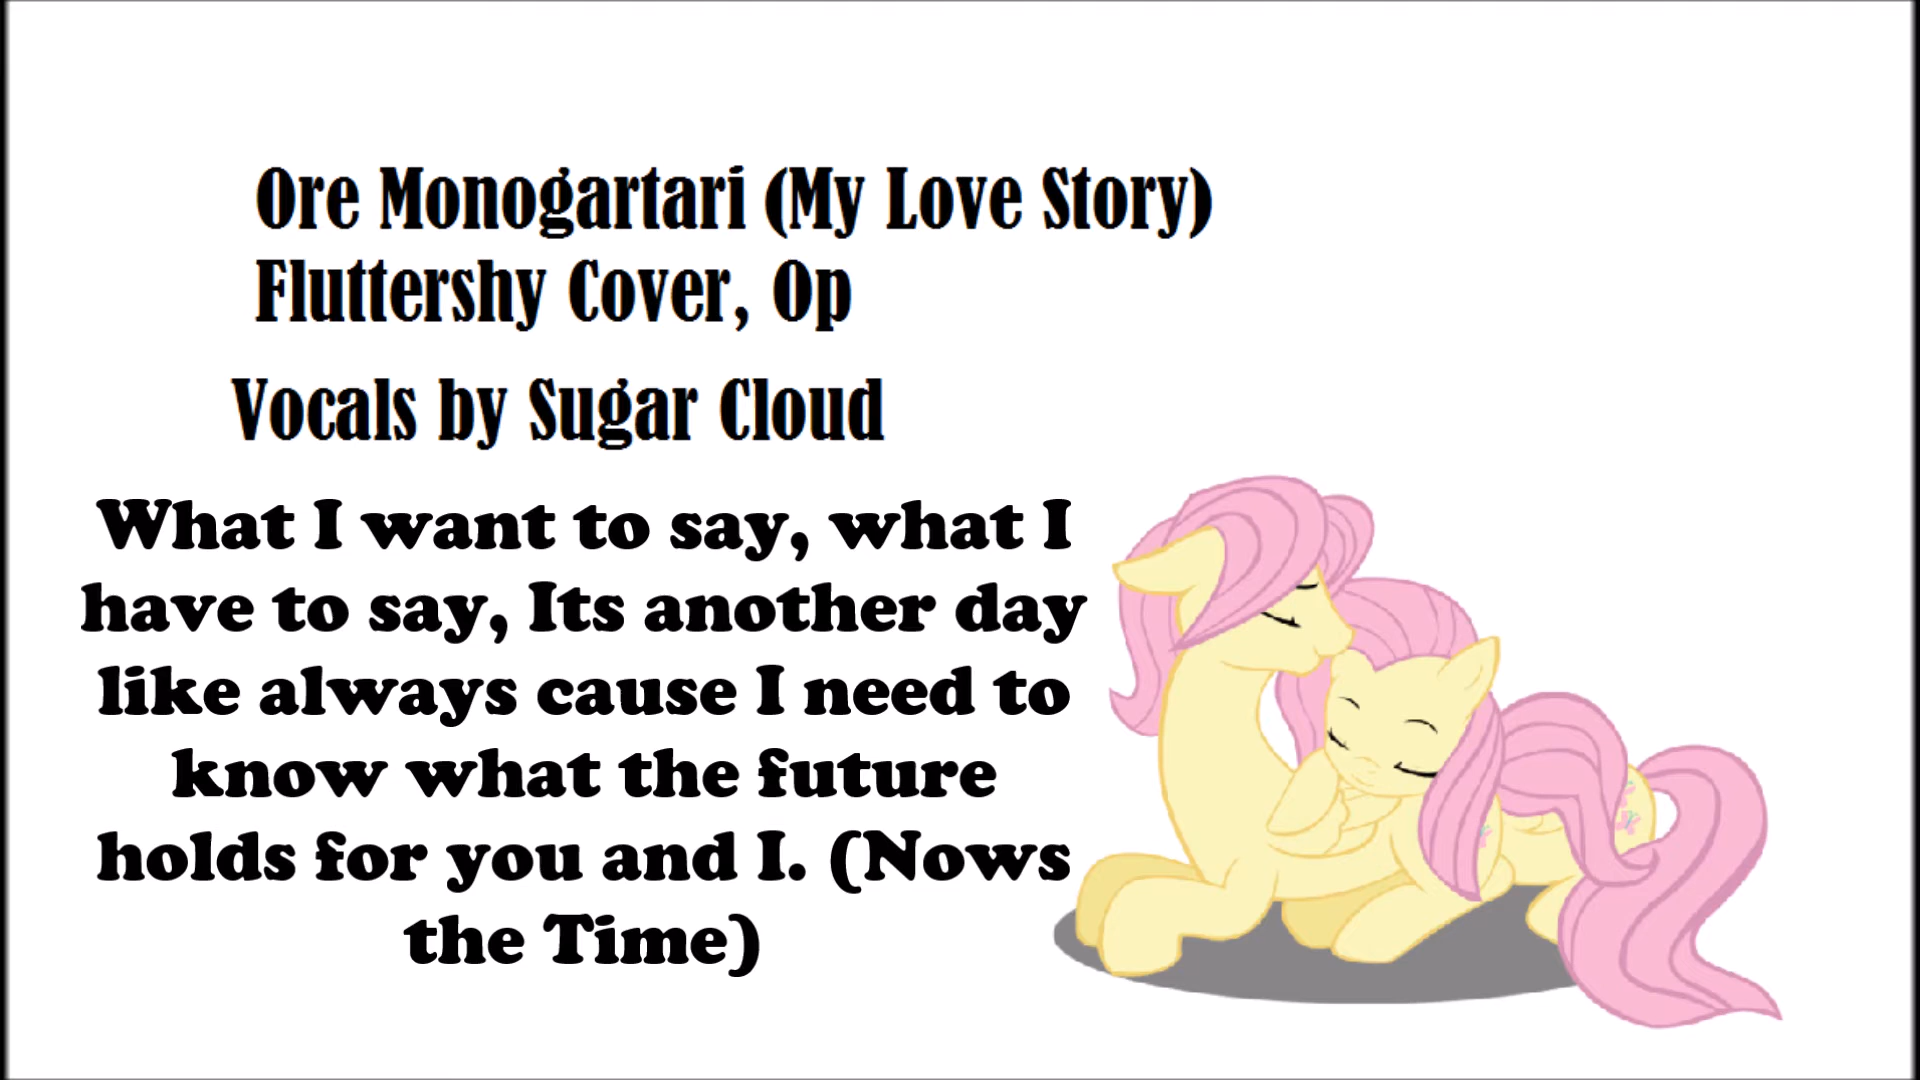 Ore Monogartari (My Love Story)
Fluttershy Cover, Op
Vocals by Sugar Cloud
What I want to say, what I
have to say, Its another day
like always cause I need to
know what the future
holds for you and I. (Nows
the Time)